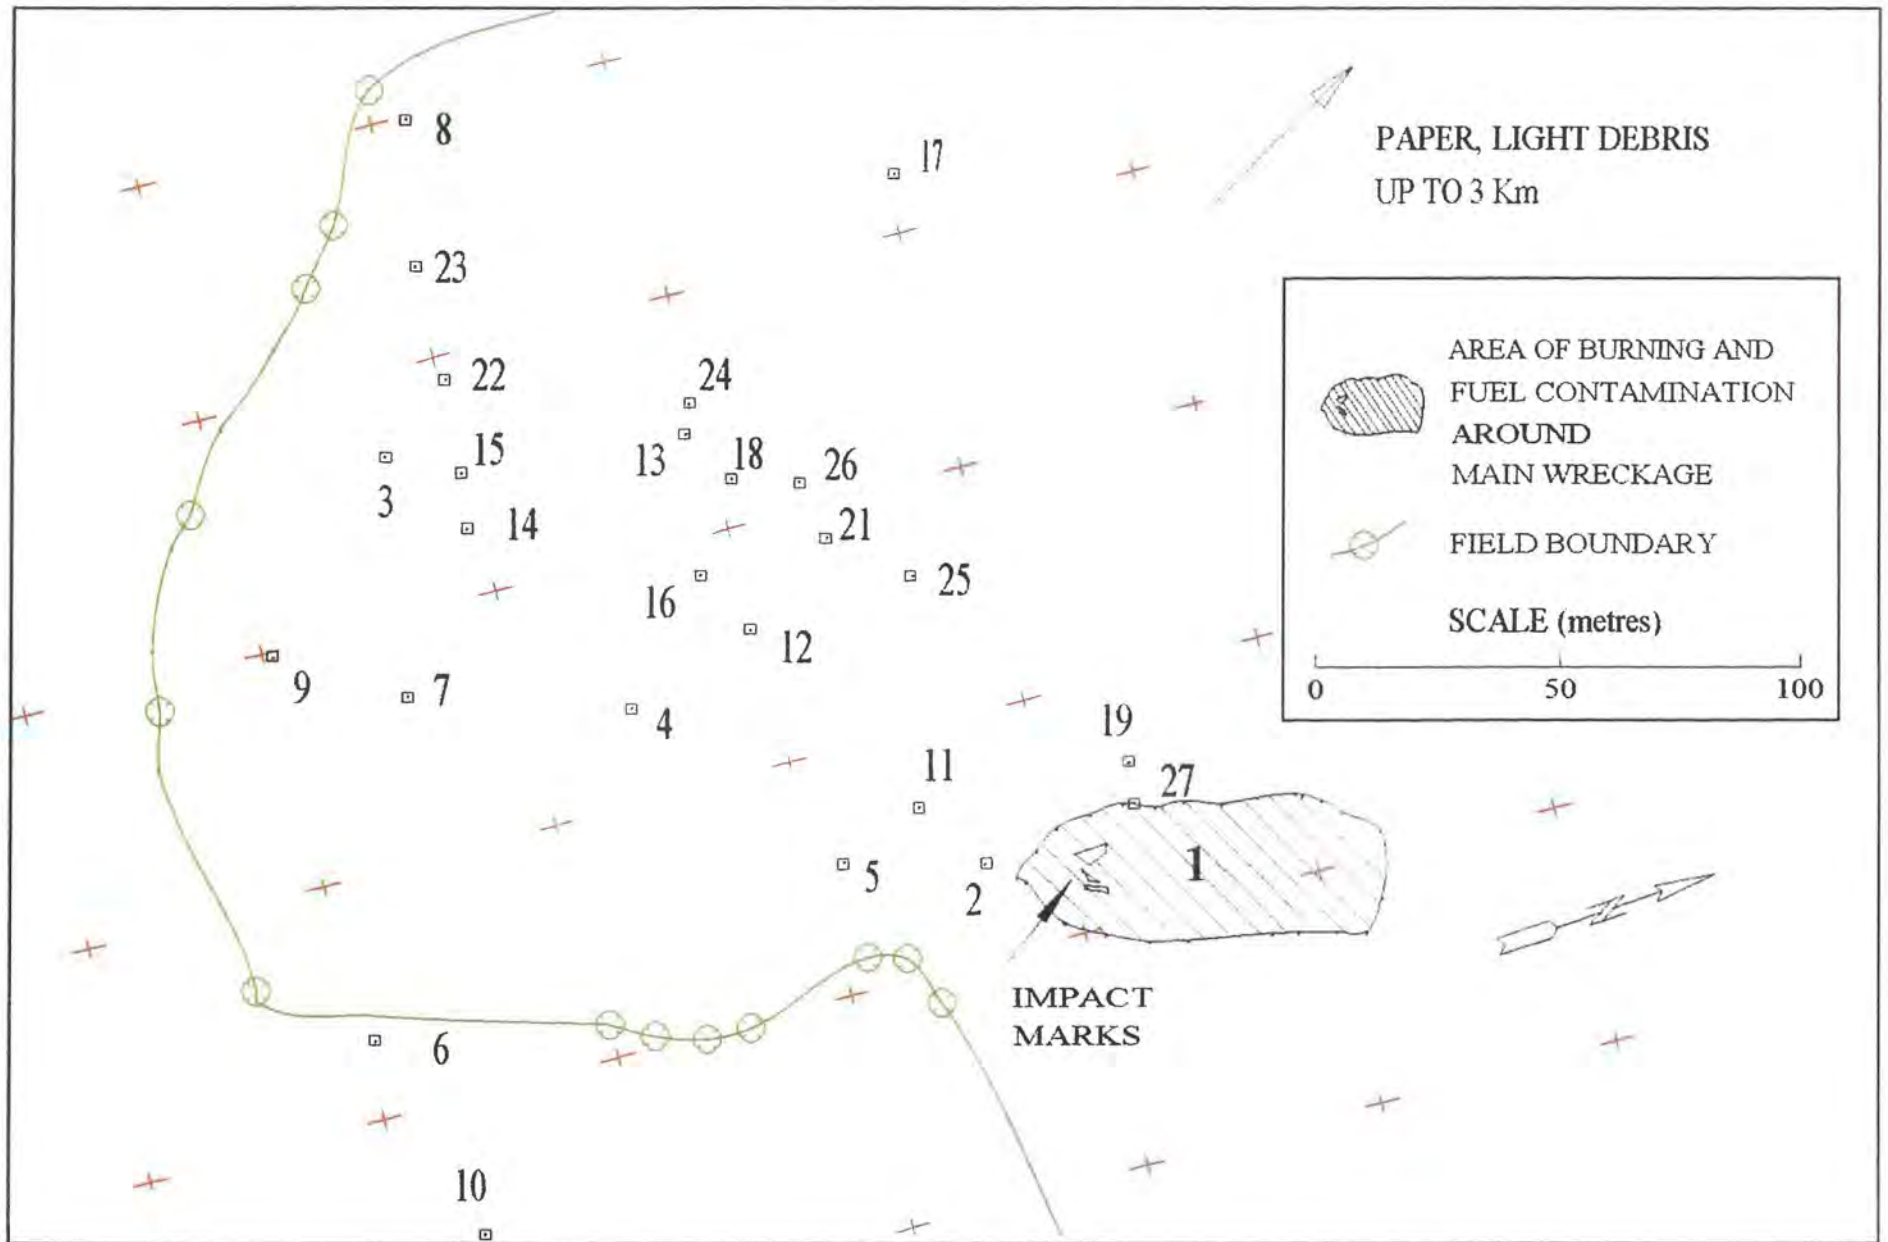 8
17
PAPER, LIGHT DEBRIS
UP TO 3 Km
23
22
24
AREA OF BURNING AND
FUEL CONTAMINATION
AROUND
MAIN WRECKAGE
15
13
18
26
3
14
21
FIELD BOUNDARY
16
25
12
SCALE (metres)
0 50 100
9
7
4
19
11
27
5
2
1
N
IMPACT
MARKS
6
10